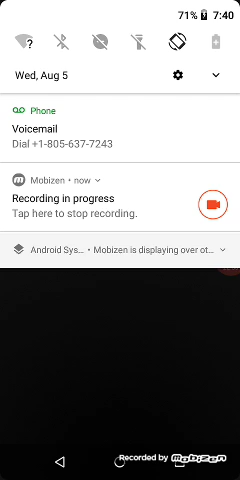 71% 7:40
?
Wed, Aug 5
Phone
Voicemail
Dial +1-805-637-7243
m Mobizen • now
Recording in progress
Tap here to stop recording.
Android Sys... • Mobizen is displaying over ot...
Recorded by mobizen